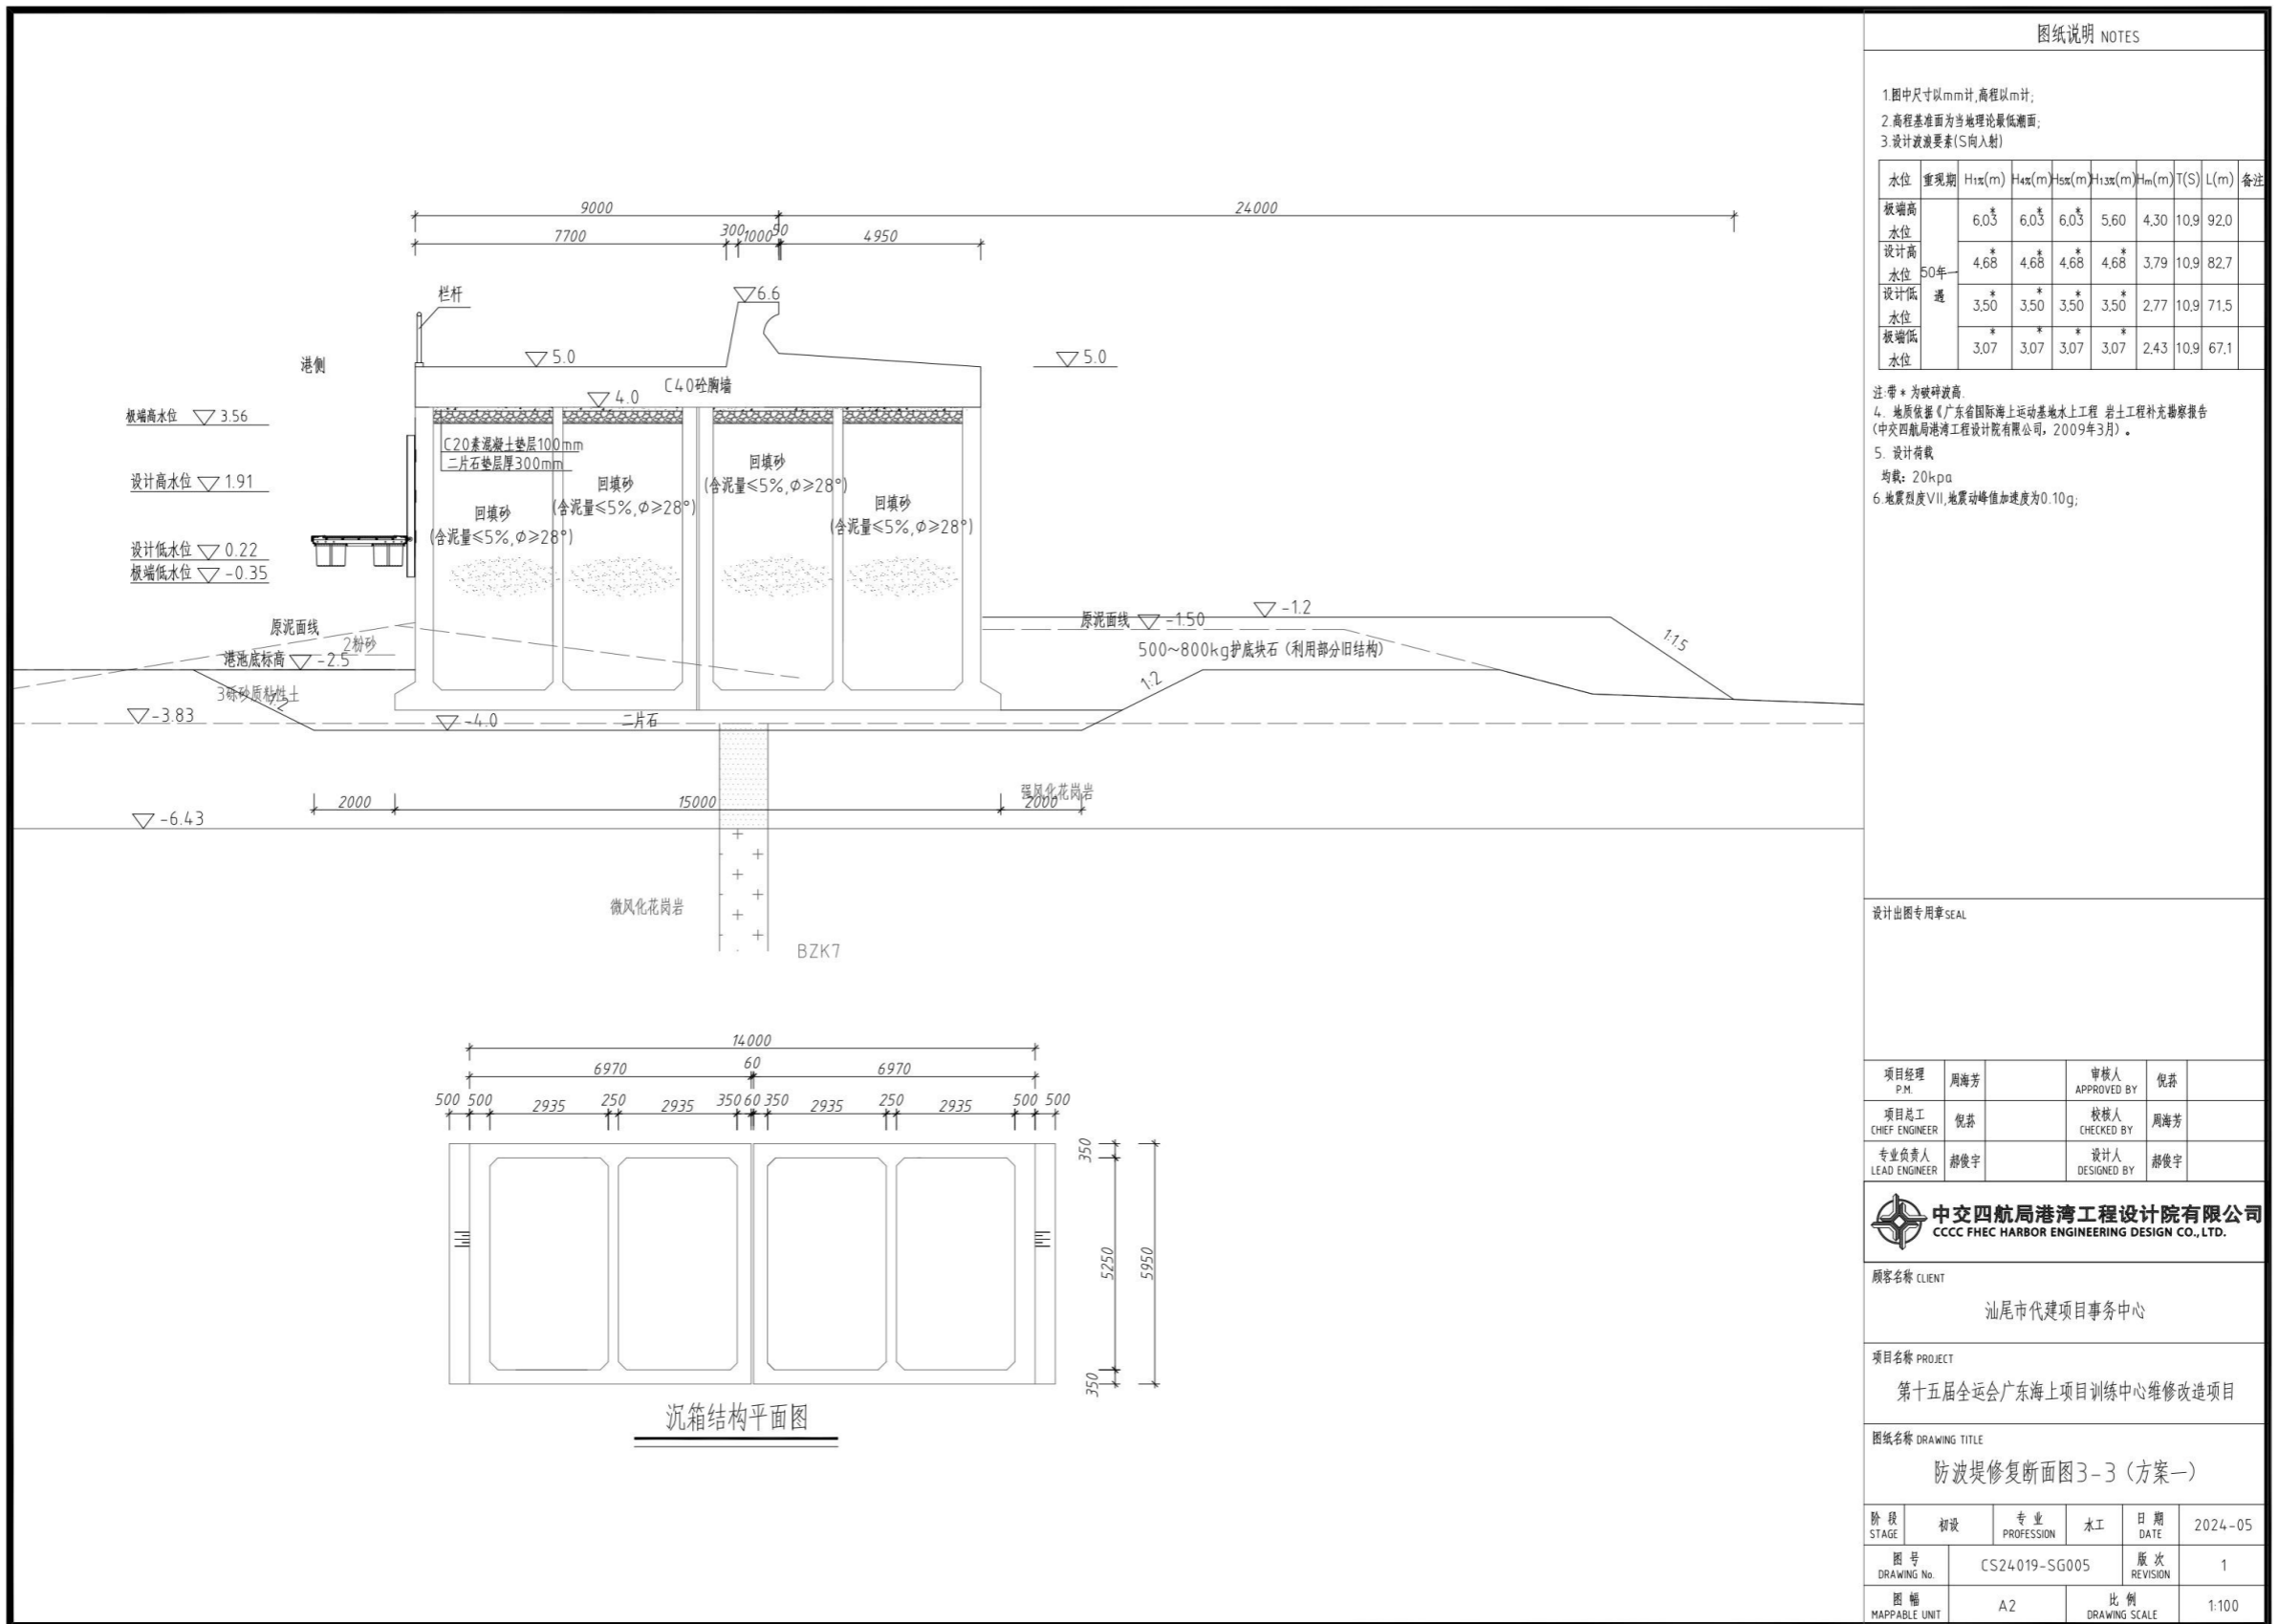 9000
24000
7700
300
1000
50
4950
栏杆
6.6
港侧
5.0
5.0
C40砼胸墙
4.0
极端高水位 3.56
C20素混凝土垫层100mm
二片石垫层厚300mm
设计高水位 1.91
回填砂
(含泥量≤5%,Φ≥28°)
回填砂
(含泥量≤5%,Φ≥28°)
回填砂
(含泥量≤5%,Φ≥28°)
回填砂
(含泥量≤5%,Φ≥28°)
设计低水位 0.22
极端低水位 -0.35
原泥面线
2粉砂
港池底标高 -2.5
3砾砂质粘性土
1:2
-3.83
-4.0
二片石
原泥面线 -1.50
-1.2
500~800kg护底块石（利用部分旧结构）
1:2
1:1.5
2000
15000
2000
强风化花岗岩
-6.43
微风化花岗岩
BZK7
14000
6970
60
6970
500
500
2935
250
2935
350
60
350
2935
250
2935
500
500
350
5250
350
5950
沉箱结构平面图
图纸说明 NOTES
1.图中尺寸以mm计,高程以m计;
2.高程基准面为当地理论最低潮面;
3.设计波浪要素(S向入射)
水位 重现期 H1%(m) H4%(m) H5%(m) H13%(m) Hm(m) T(S) L(m) 备注
极端高水位 50年一遇 6.03* 6.03* 6.03* 5.60 4.30 10.9 92.0
设计高水位 4.68* 4.68* 4.68* 4.68* 3.79 10.9 82.7
设计低水位 3.50* 3.50* 3.50* 3.50* 2.77 10.9 71.5
极端低水位 3.07* 3.07* 3.07* 3.07* 2.43 10.9 67.1
注:带*为破碎波高.
4. 地质依据《广东省国际海上运动基地水上工程 岩土工程补充勘察报告
(中交四航局港湾工程设计院有限公司, 2009年3月)。
5. 设计荷载
均载: 20kpa
6.地震烈度VII,地震动峰值加速度为0.10g;
设计出图专用章SEAL
项目经理 P.M. 周海芳 审核人 APPROVED BY 倪荪
项目总工 CHIEF ENGINEER 倪荪 校核人 CHECKED BY 周海芳
专业负责人 LEAD ENGINEER 郝俊宇 设计人 DESIGNED BY 郝俊宇
中交四航局港湾工程设计院有限公司
CCCC FHEC HARBOR ENGINEERING DESIGN CO.,LTD.
顾客名称 CLIENT
汕尾市代建项目事务中心
项目名称 PROJECT
第十五届全运会广东海上项目训练中心维修改造项目
图纸名称 DRAWING TITLE
防波堤修复断面图3-3（方案一）
阶段 STAGE 初设 专业 PROFESSION 水工 日期 DATE 2024-05
图号 DRAWING No. CS24019-SG005 版次 REVISION 1
图幅 MAPPABLE UNIT A2 比例 DRAWING SCALE 1:100